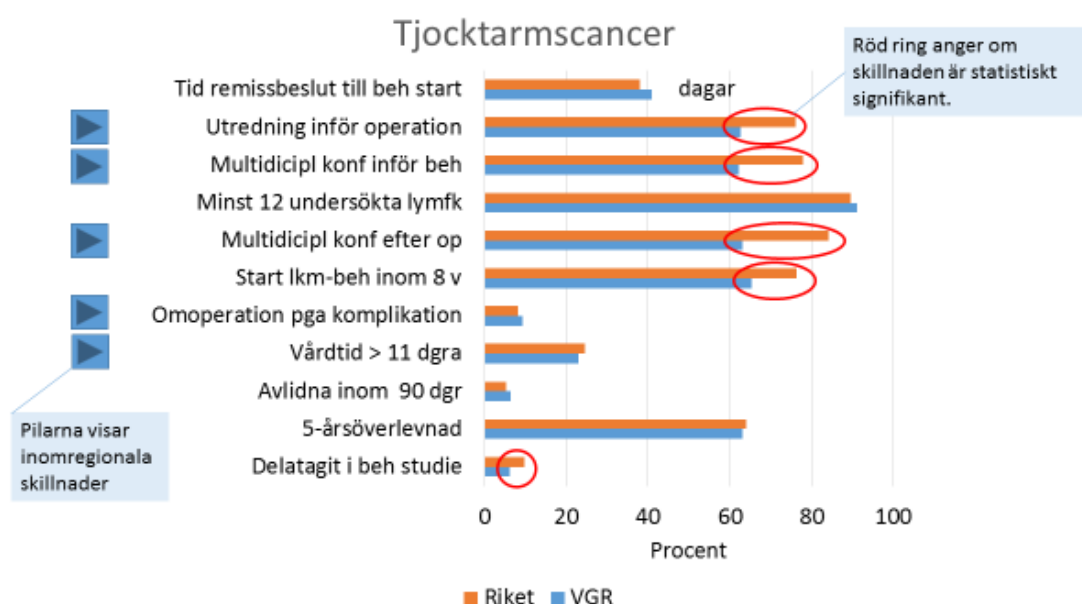 Tjocktarmscancer
Röd ring anger om
skillnaden är statistiskt
signifikant.
Tid remissbeslut till beh start
dagar
Utredning inför operation
Multidicipl konf inför beh
Minst 12 undersökta lymfk
Multidicipl konf efter op
Start lkm-beh inom 8 v
Omoperation pga komplikation
Vårdtid > 11 dgra
Avlidna inom 90 dgr
5-årsöverlevnad
Delatagit i beh studie
Pilarna visar
inomregionala
skillnader
0 20 40 60 80 100
Procent
Riket VGR